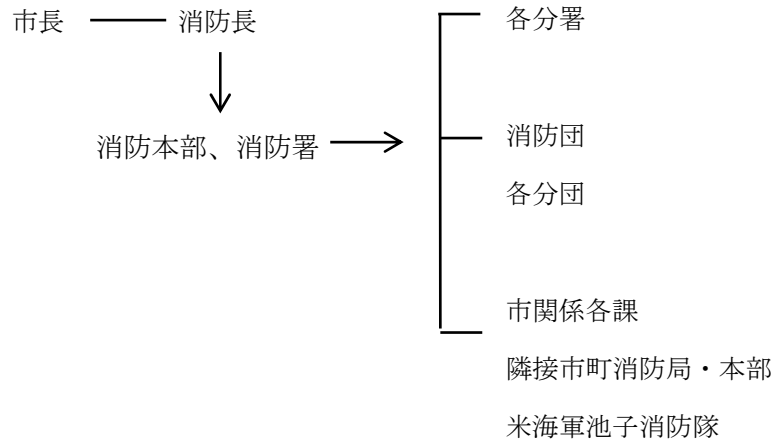 市長
消防長
消防本部、消防署
各分署
消防団
各分団
市関係各課
隣接市町消防局・本部
米海軍池子消防隊